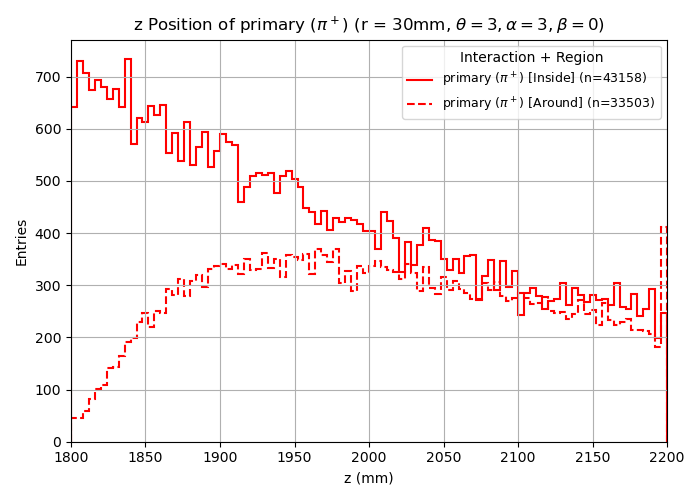 z Position of primary (π⁺) (r = 30mm, θ = 3, α = 3, β = 0)
Interaction + Region
primary (π⁺) [Inside] (n=43158)
primary (π⁺) [Around] (n=33503)
Entries
700
600
500
400
300
200
100
0
1800 1850 1900 1950 2000 2050 2100 2150 2200
z (mm)